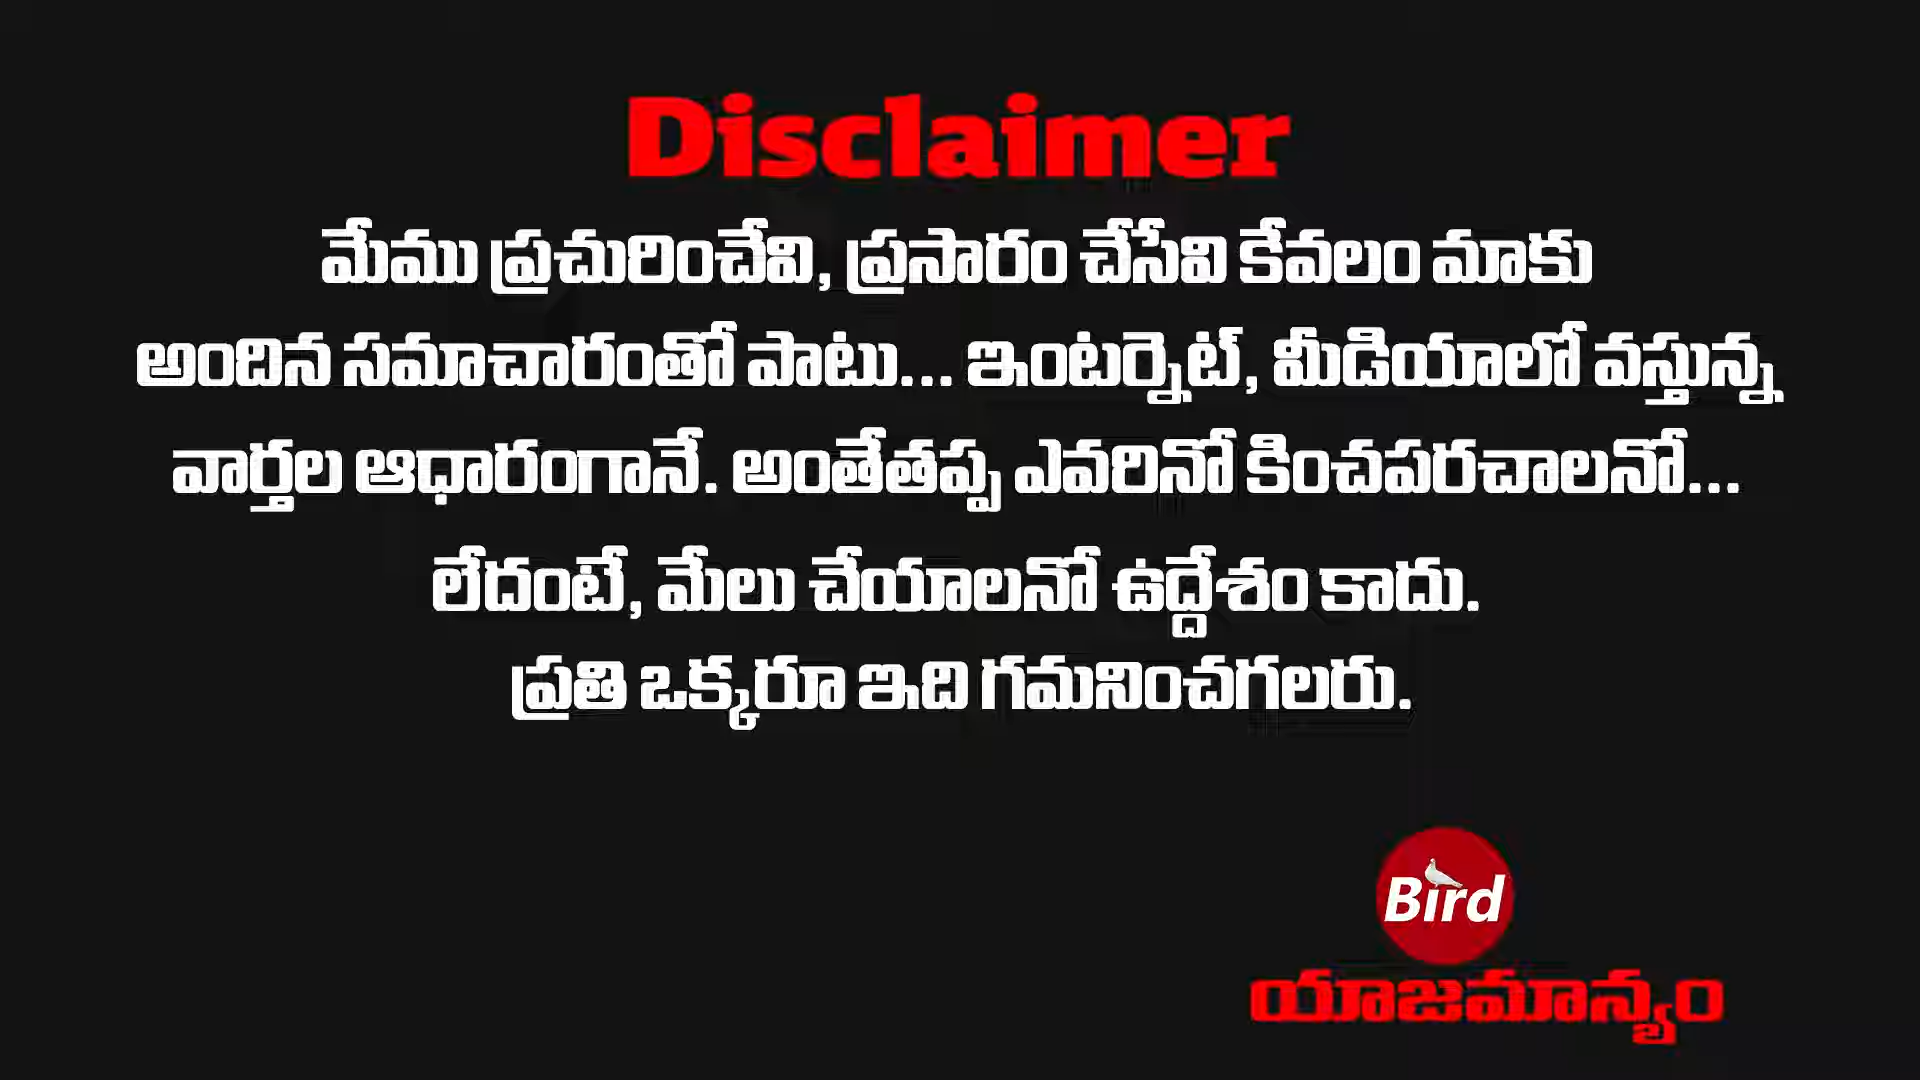 Disclaimer
మేము ప్రచురించేవి, ప్రసారం చేసేవి కేవలం మాకు
అందిన సమాచారంతో పాటు... ఇంటర్నెట్, మీడియాలో వస్తున్న
వార్తల ఆధారంగానే. అంతేతప్ప ఎవరినో కించపరచాలనో...
లేదంటే, మేలు చేయాలనో ఉద్దేశం కాదు.
ప్రతి ఒక్కరూ ఇది గమనించగలరు.
Bird
యాజమాన్యం